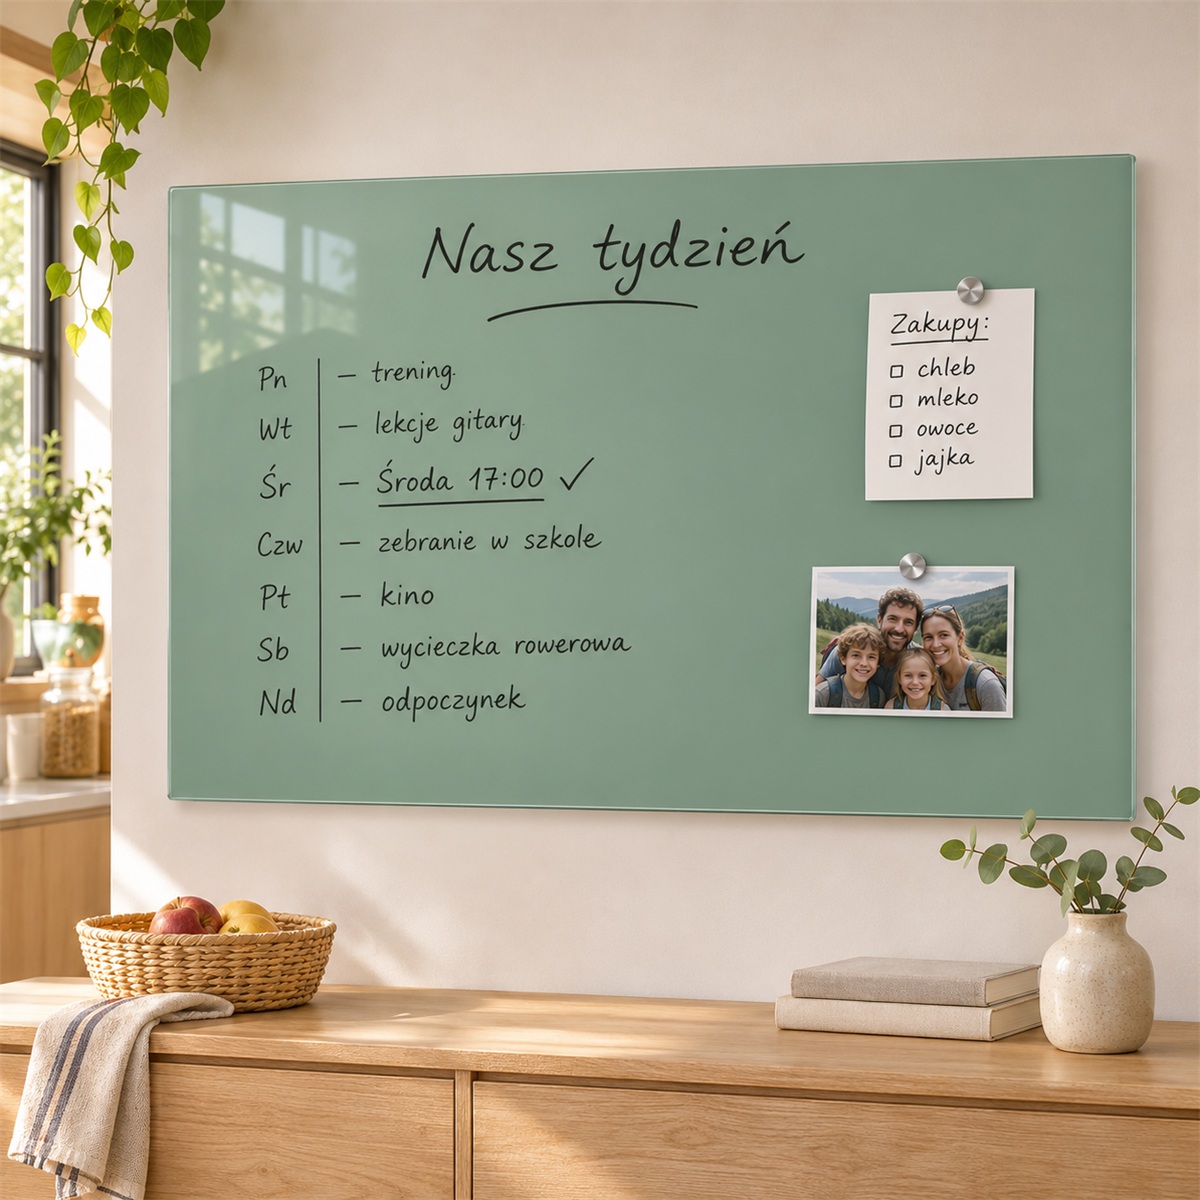 Nasz tydzień
Pn — trening
Wt — lekcje gitary
Śr — Środa 17:00 ✓
Czw — zebranie w szkole
Pt — kino
Sb — wycieczka rowerowa
Nd — odpoczynek
Zakupy:
☐ chleb
☐ mleko
☐ owoce
☐ jajka